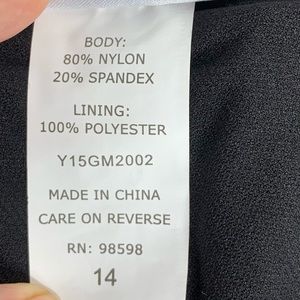 BODY:
80% NYLON
20% SPANDEX
LINING:
100% POLYESTER
Y15GM2002
MADE IN CHINA
CARE ON REVERSE
RN: 98598
14